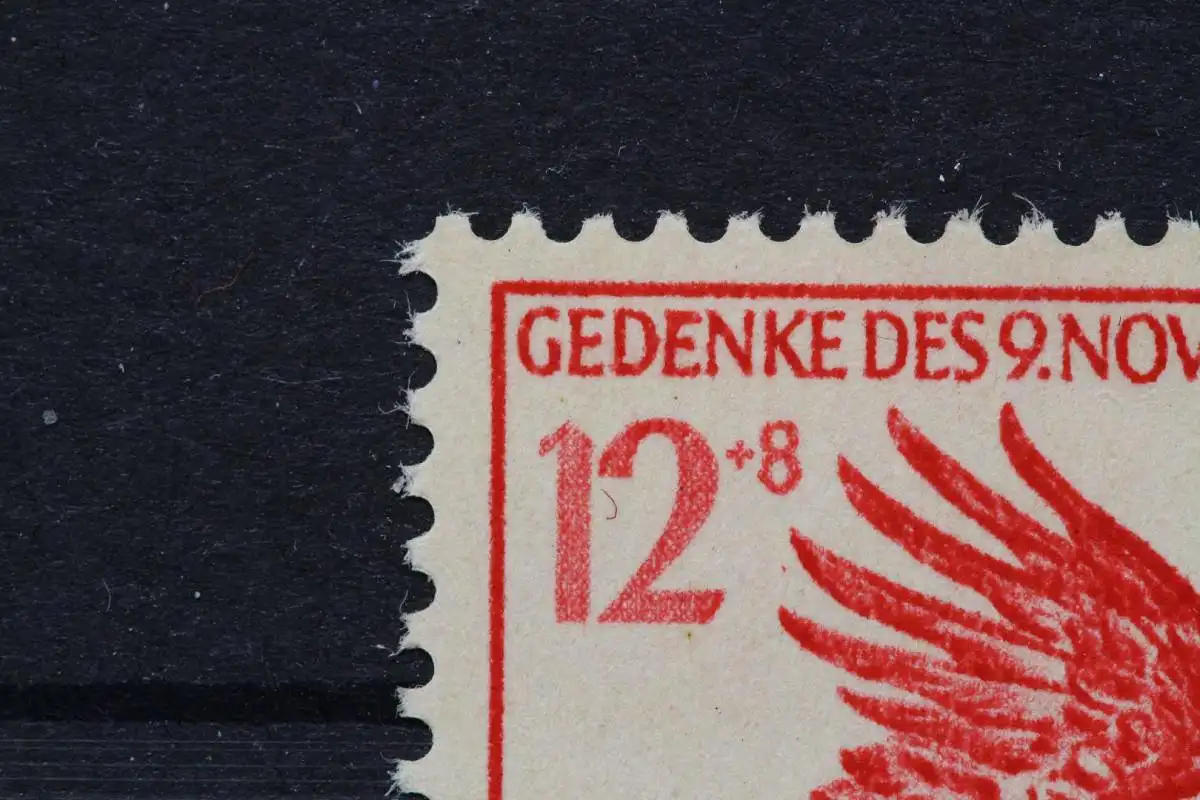 GEDENKE DES 9. NOV
12 +8